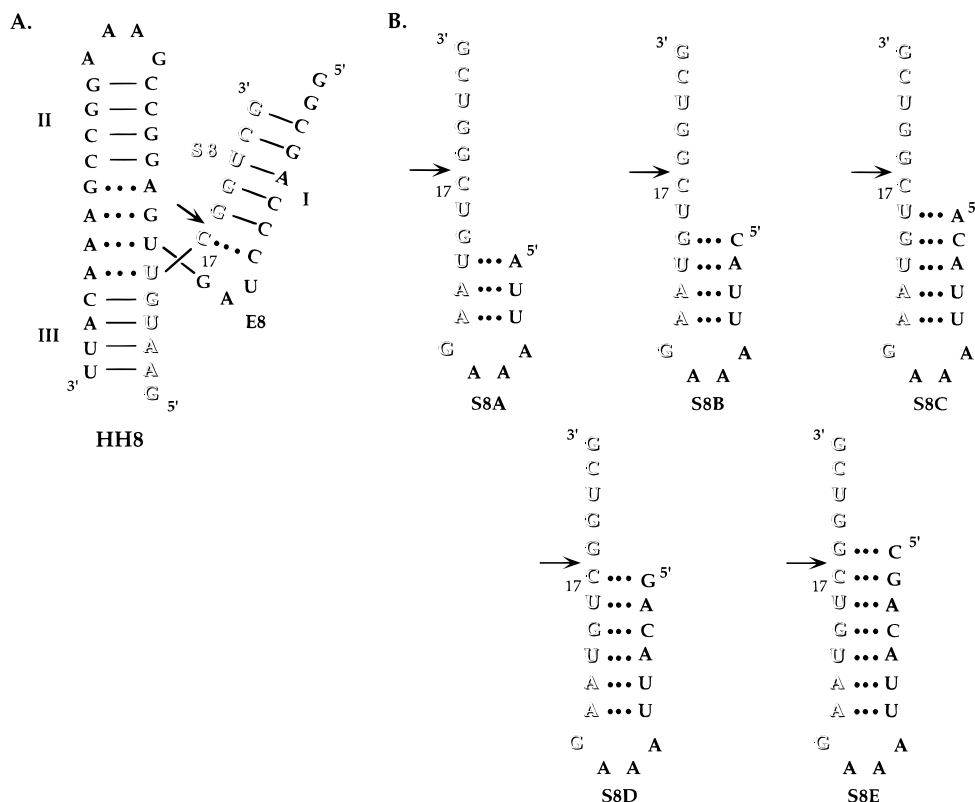 A.
A A
A G
G C
G C
II C G
C G
G A
A G
A U
A U
C G
III A U
U A
U A
3' G 5'
HH8
5'
G
3' G
G C
C G
S 8 U A
I
G C
G C
C C
17 U
G A
E8
B.
3'
G
C
U
G
G
C
17
U
G
U ••• A 5'
A ••• U
A ••• U
G A
A A A
S8A
3'
G
C
U
G
G
C
17
U
G ••• C 5'
U ••• A
A ••• U
A ••• U
G A
A A A
S8B
3'
G
C
U
G
G
C
17
U ••• A 5'
G ••• C
U ••• A
A ••• U
A ••• U
G A
A A A
S8C
3'
G
C
U
G
G
C ••• G 5'
17
U ••• A
G ••• C
U ••• A
A ••• U
A ••• U
G A
A A A
S8D
3'
G
C
U
G
G ••• C 5'
C ••• G
17
U ••• A
G ••• C
U ••• A
A ••• U
A ••• U
G A
A A A
S8E